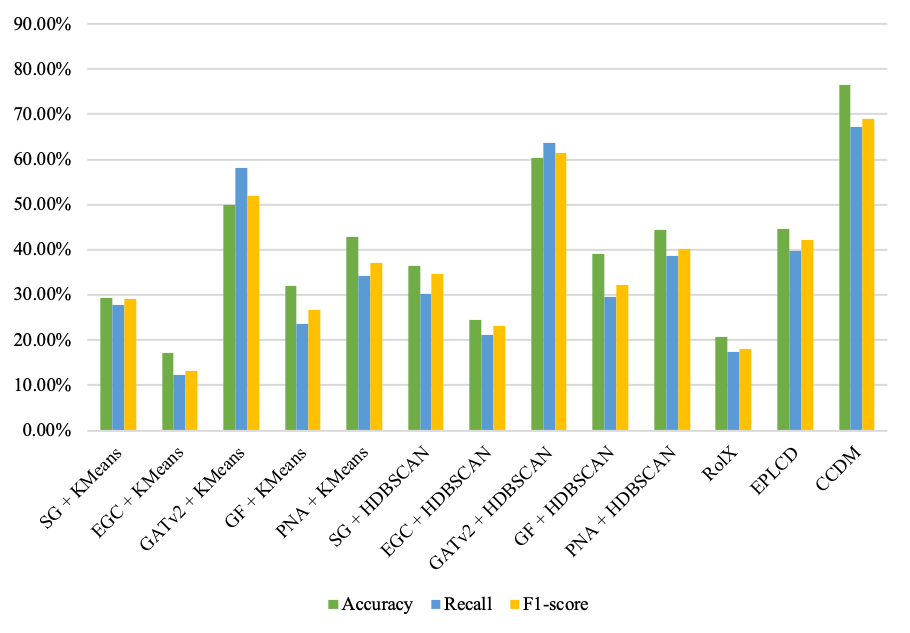 90.00%
80.00%
70.00%
60.00%
50.00%
40.00%
30.00%
20.00%
10.00%
0.00%
SG + KMeans
EGC + KMeans
GATv2 + KMeans
GF + KMeans
PNA + KMeans
SG + HDBSCAN
EGC + HDBSCAN
GATv2 + HDBSCAN
GF + HDBSCAN
PNA + HDBSCAN
RolX
EPLCD
CCDM
Accuracy Recall F1-score